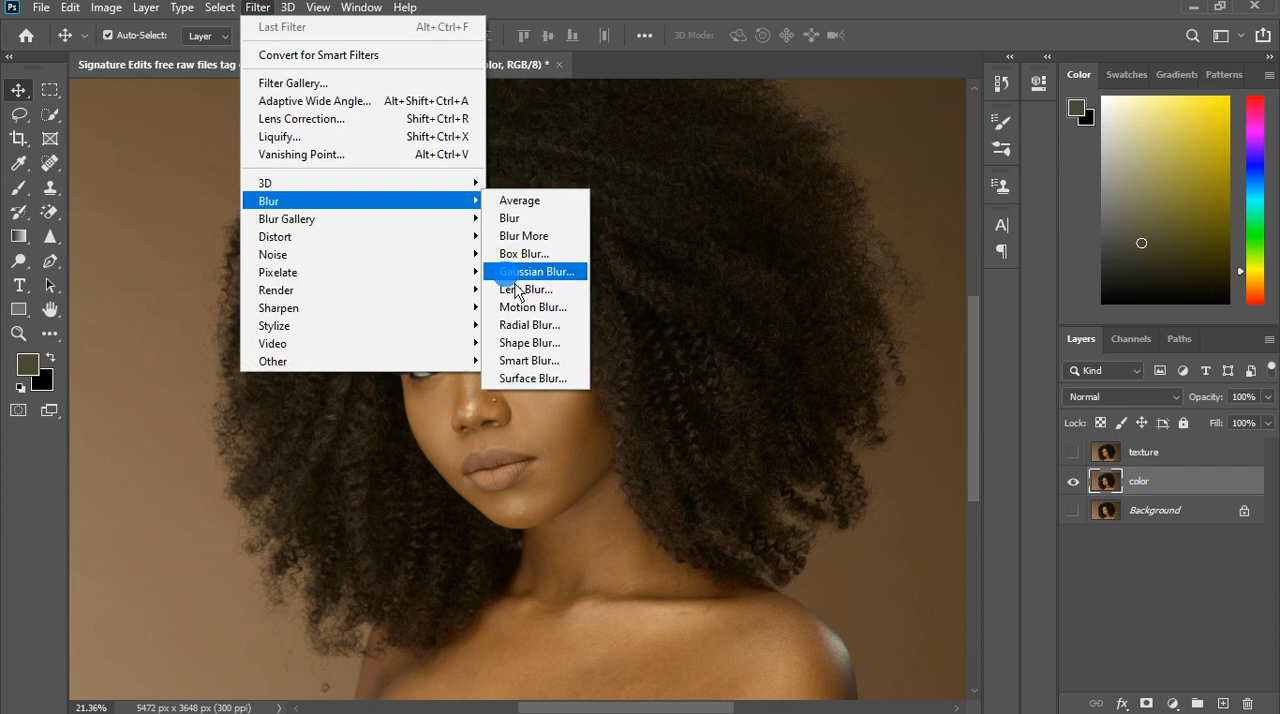 Ps File Edit Image Layer Type Select Filter 3D View Window Help
Auto-Select: Layer 3D Mode:
Signature Edits free raw files tag olor, RGB/8) * ×
Last Filter Alt+Ctrl+F
Convert for Smart Filters
Filter Gallery...
Adaptive Wide Angle... Alt+Shift+Ctrl+A
Lens Correction... Shift+Ctrl+R
Liquify... Shift+Ctrl+X
Vanishing Point... Alt+Ctrl+V
3D
Blur
Blur Gallery
Distort
Noise
Pixelate
Render
Sharpen
Stylize
Video
Other
Average
Blur
Blur More
Box Blur...
Gaussian Blur...
Lens Blur...
Motion Blur...
Radial Blur...
Shape Blur...
Smart Blur...
Surface Blur...
Color Swatches Gradients Patterns
Layers Channels Paths
Kind
Normal Opacity: 100%
Lock: Fill: 100%
texture
color
Background
21.36% 5472 px x 3648 px (300 ppi)